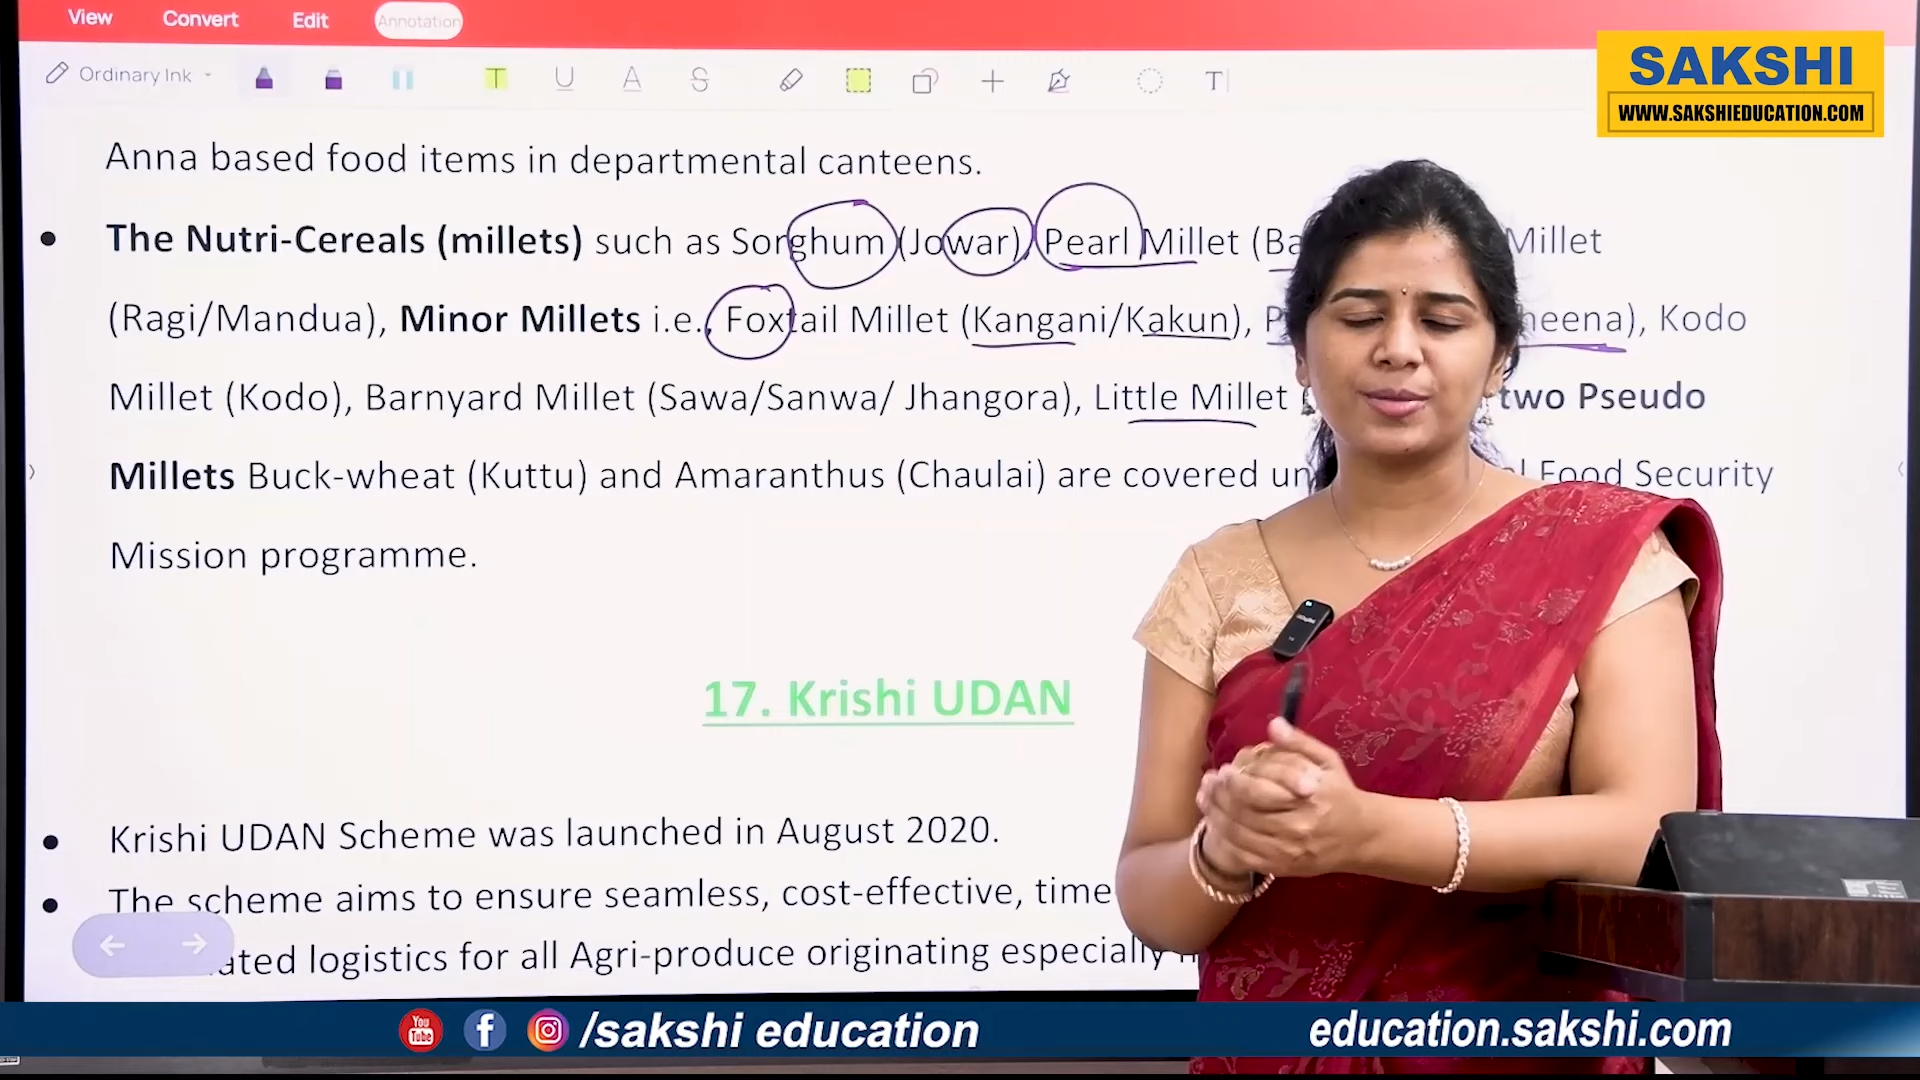 View Convert Edit Annotation
Ordinary Ink
SAKSHI
WWW.SAKSHIEDUCATION.COM
Anna based food items in departmental canteens.
• The Nutri-Cereals (millets) such as Sorghum (Jowar), Pearl Millet (Ba Millet
(Ragi/Mandua), Minor Millets i.e., Foxtail Millet (Kangani/Kakun), P heena), Kodo
Millet (Kodo), Barnyard Millet (Sawa/Sanwa/ Jhangora), Little Millet two Pseudo
Millets Buck-wheat (Kuttu) and Amaranthus (Chaulai) are covered un l Food Security
Mission programme.
17. Krishi UDAN
• Krishi UDAN Scheme was launched in August 2020.
• The scheme aims to ensure seamless, cost-effective, time
ated logistics for all Agri-produce originating especially
You Tube /sakshi education
education.sakshi.com